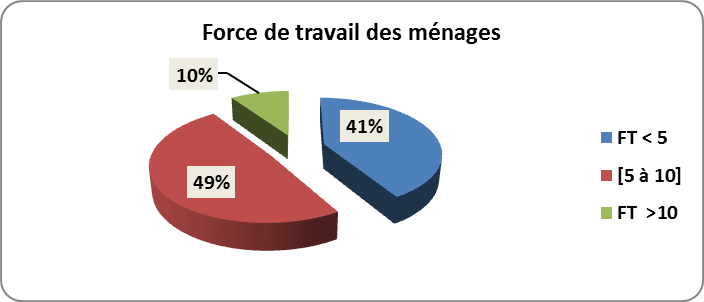 Force de travail des ménages
10%
41%
49%
FT < 5
[5 à 10]
FT >10